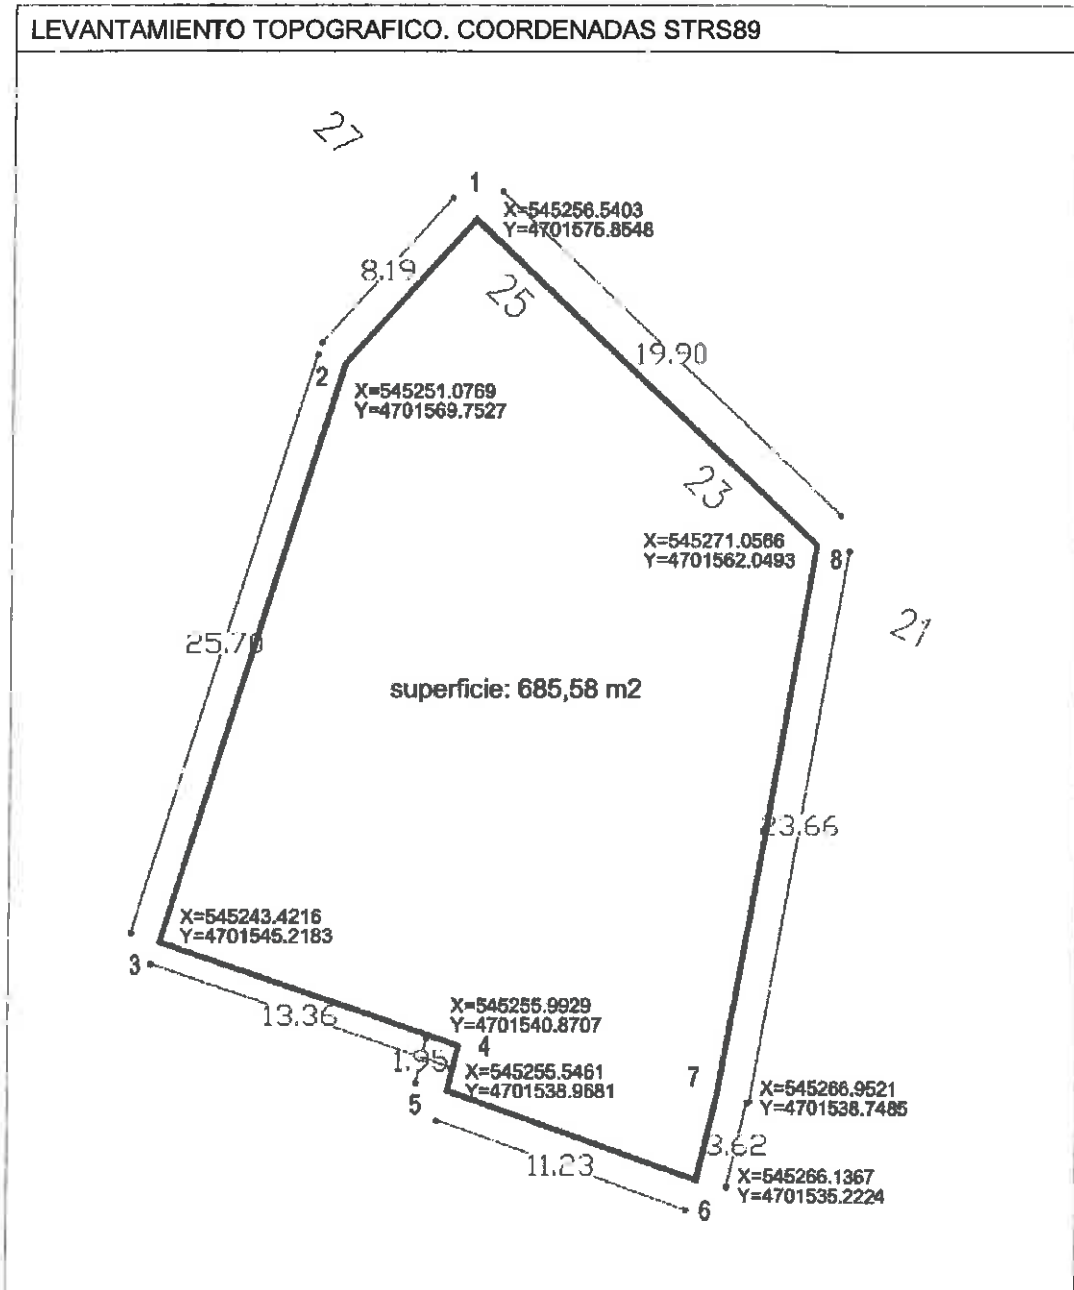 LEVANTAMIENTO TOPOGRAFICO. COORDENADAS STRS89
27
1
X=545256.5403
Y=4701575.8548
8.19
25
19.90
2
X=545251.0769
Y=4701569.7527
23
X=545271.0566
Y=4701562.0493
8
21
25.70
superficie: 685,58 m2
23.66
X=545243.4216
Y=4701545.2183
3
13.36
X=545255.9929
Y=4701540.8707
4
1.95
X=545255.5461
Y=4701538.9681
5
7
X=545266.9521
Y=4701538.7485
3.62
11.23
X=545266.1367
Y=4701535.2224
6